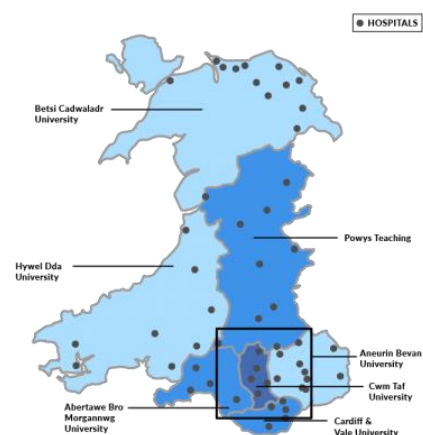 HOSPITALS
Betsi Cadwaladr
University
Powys Teaching
Hywel Dda
University
Aneurin Bevan
University
Cwm Taf
University
Abertawe Bro
Morgannwg
University
Cardiff &
Vale University